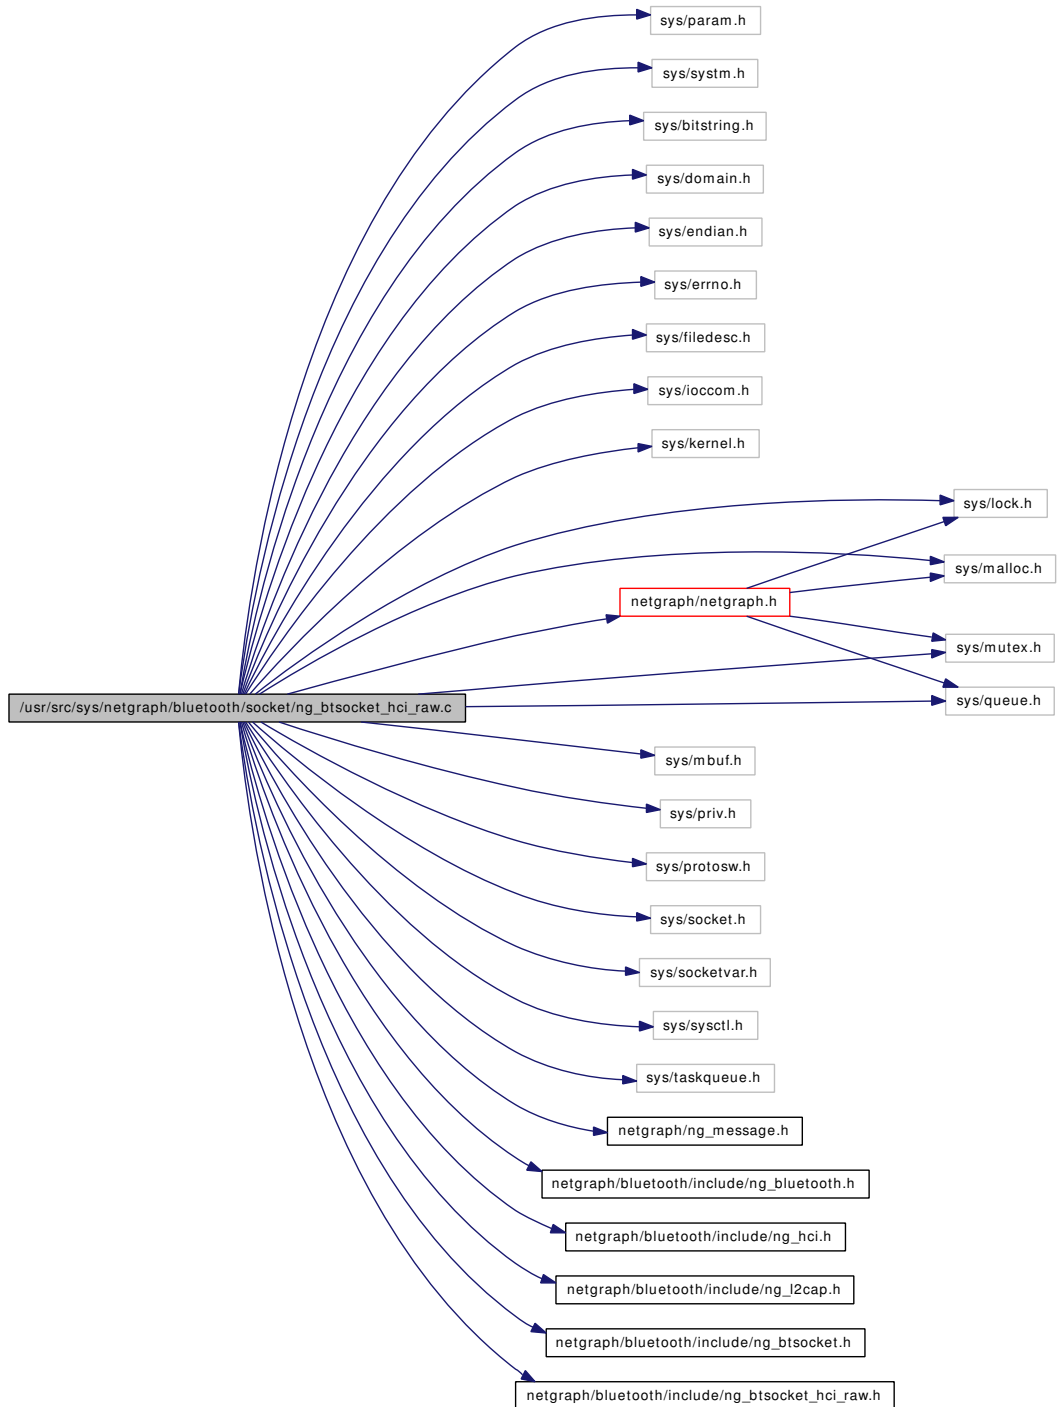 sys/param.h
sys/systm.h
sys/bitstring.h
sys/domain.h
sys/endian.h
sys/errno.h
sys/filedesc.h
sys/ioccom.h
sys/kernel.h
sys/lock.h
sys/malloc.h
netgraph/netgraph.h
sys/mutex.h
sys/queue.h
/usr/src/sys/netgraph/bluetooth/socket/ng_btsocket_hci_raw.c
sys/mbuf.h
sys/priv.h
sys/protosw.h
sys/socket.h
sys/socketvar.h
sys/sysctl.h
sys/taskqueue.h
netgraph/ng_message.h
netgraph/bluetooth/include/ng_bluetooth.h
netgraph/bluetooth/include/ng_hci.h
netgraph/bluetooth/include/ng_l2cap.h
netgraph/bluetooth/include/ng_btsocket.h
netgraph/bluetooth/include/ng_btsocket_hci_raw.h